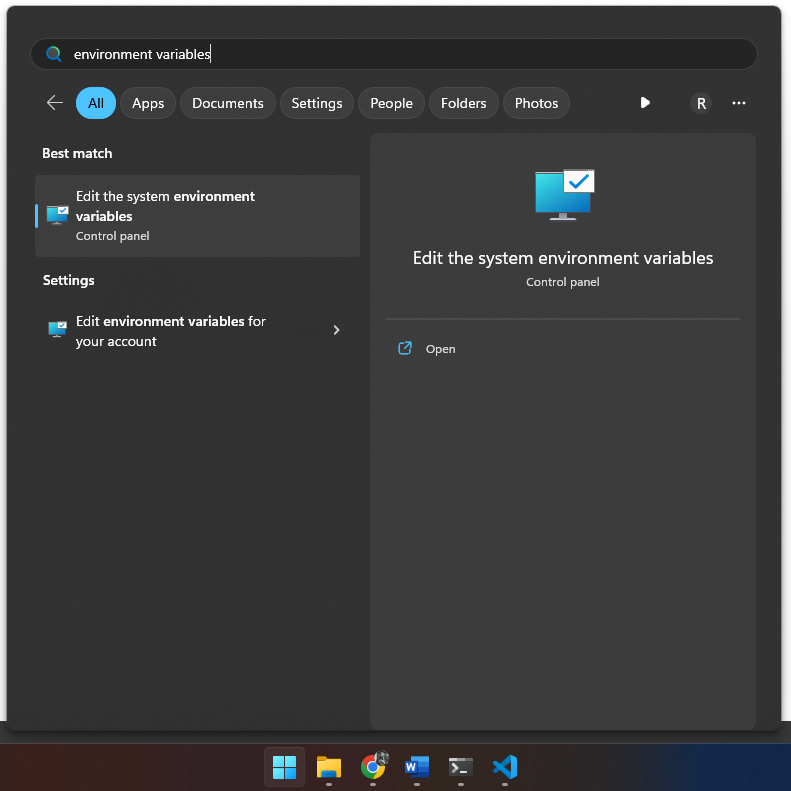 environment variables
All
Apps
Documents
Settings
People
Folders
Photos
R
Best match
Edit the system environment
variables
Control panel
Settings
Edit environment variables for
your account
Edit the system environment variables
Control panel
Open
W